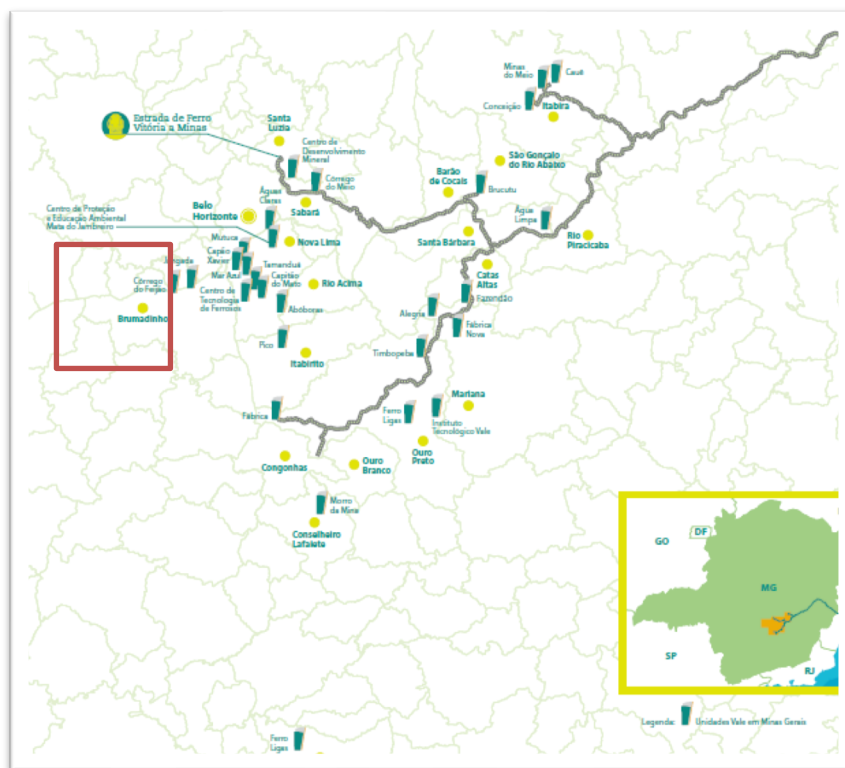 Minas
do Meio
Cauê
Conceição
Itabira
Estrada de Ferro
Vitória a Minas
Santa
Luzia
Centro de
Desenvolvimento
Mineral
Córrego
do Meio
São Gonçalo
do Rio Abaixo
Barão
de Cocais
Brucutu
Águas
Claras
Sabará
Centro de Proteção
e Educação Ambiental
Mata do Jambreiro
Belo
Horizonte
Água
Limpa
Mutuca
Nova Lima
Santa Bárbara
Rio
Piracicaba
Capão
Xavier
Tamanduá
Jangada
Mar Azul
Capitão
do Mato
Rio Acima
Catas
Altas
Córrego
do Feijão
Centro de
Tecnologia
de Ferrosos
Abóboras
Fazendão
Brumadinho
Alegria
Fábrica
Nova
Pico
Itabirito
Timbopeba
Mariana
Fábrica
Ferro
Ligas
Instituto
Tecnológico Vale
Ouro
Preto
Congonhas
Ouro
Branco
Morro
da Mina
Conselheiro
Lafaiete
DF
GO
MG
SP
RJ
Legenda:
Unidades Vale em Minas Gerais
Ferro
Ligas